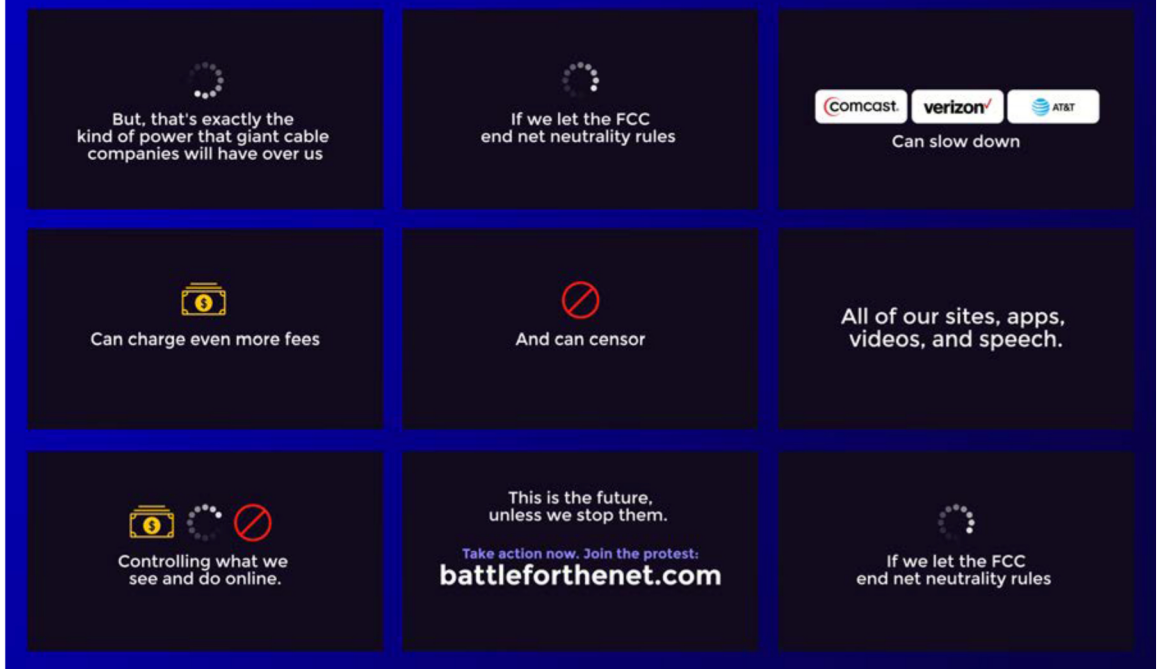 But, that's exactly the
kind of power that giant cable
companies will have over us
If we let the FCC
end net neutrality rules
comcast.
verizon
AT&T
Can slow down
$
Can charge even more fees
And can censor
All of our sites, apps,
videos, and speech.
$
Controlling what we
see and do online.
This is the future,
unless we stop them.
Take action now. Join the protest:
battleforthenet.com
If we let the FCC
end net neutrality rules